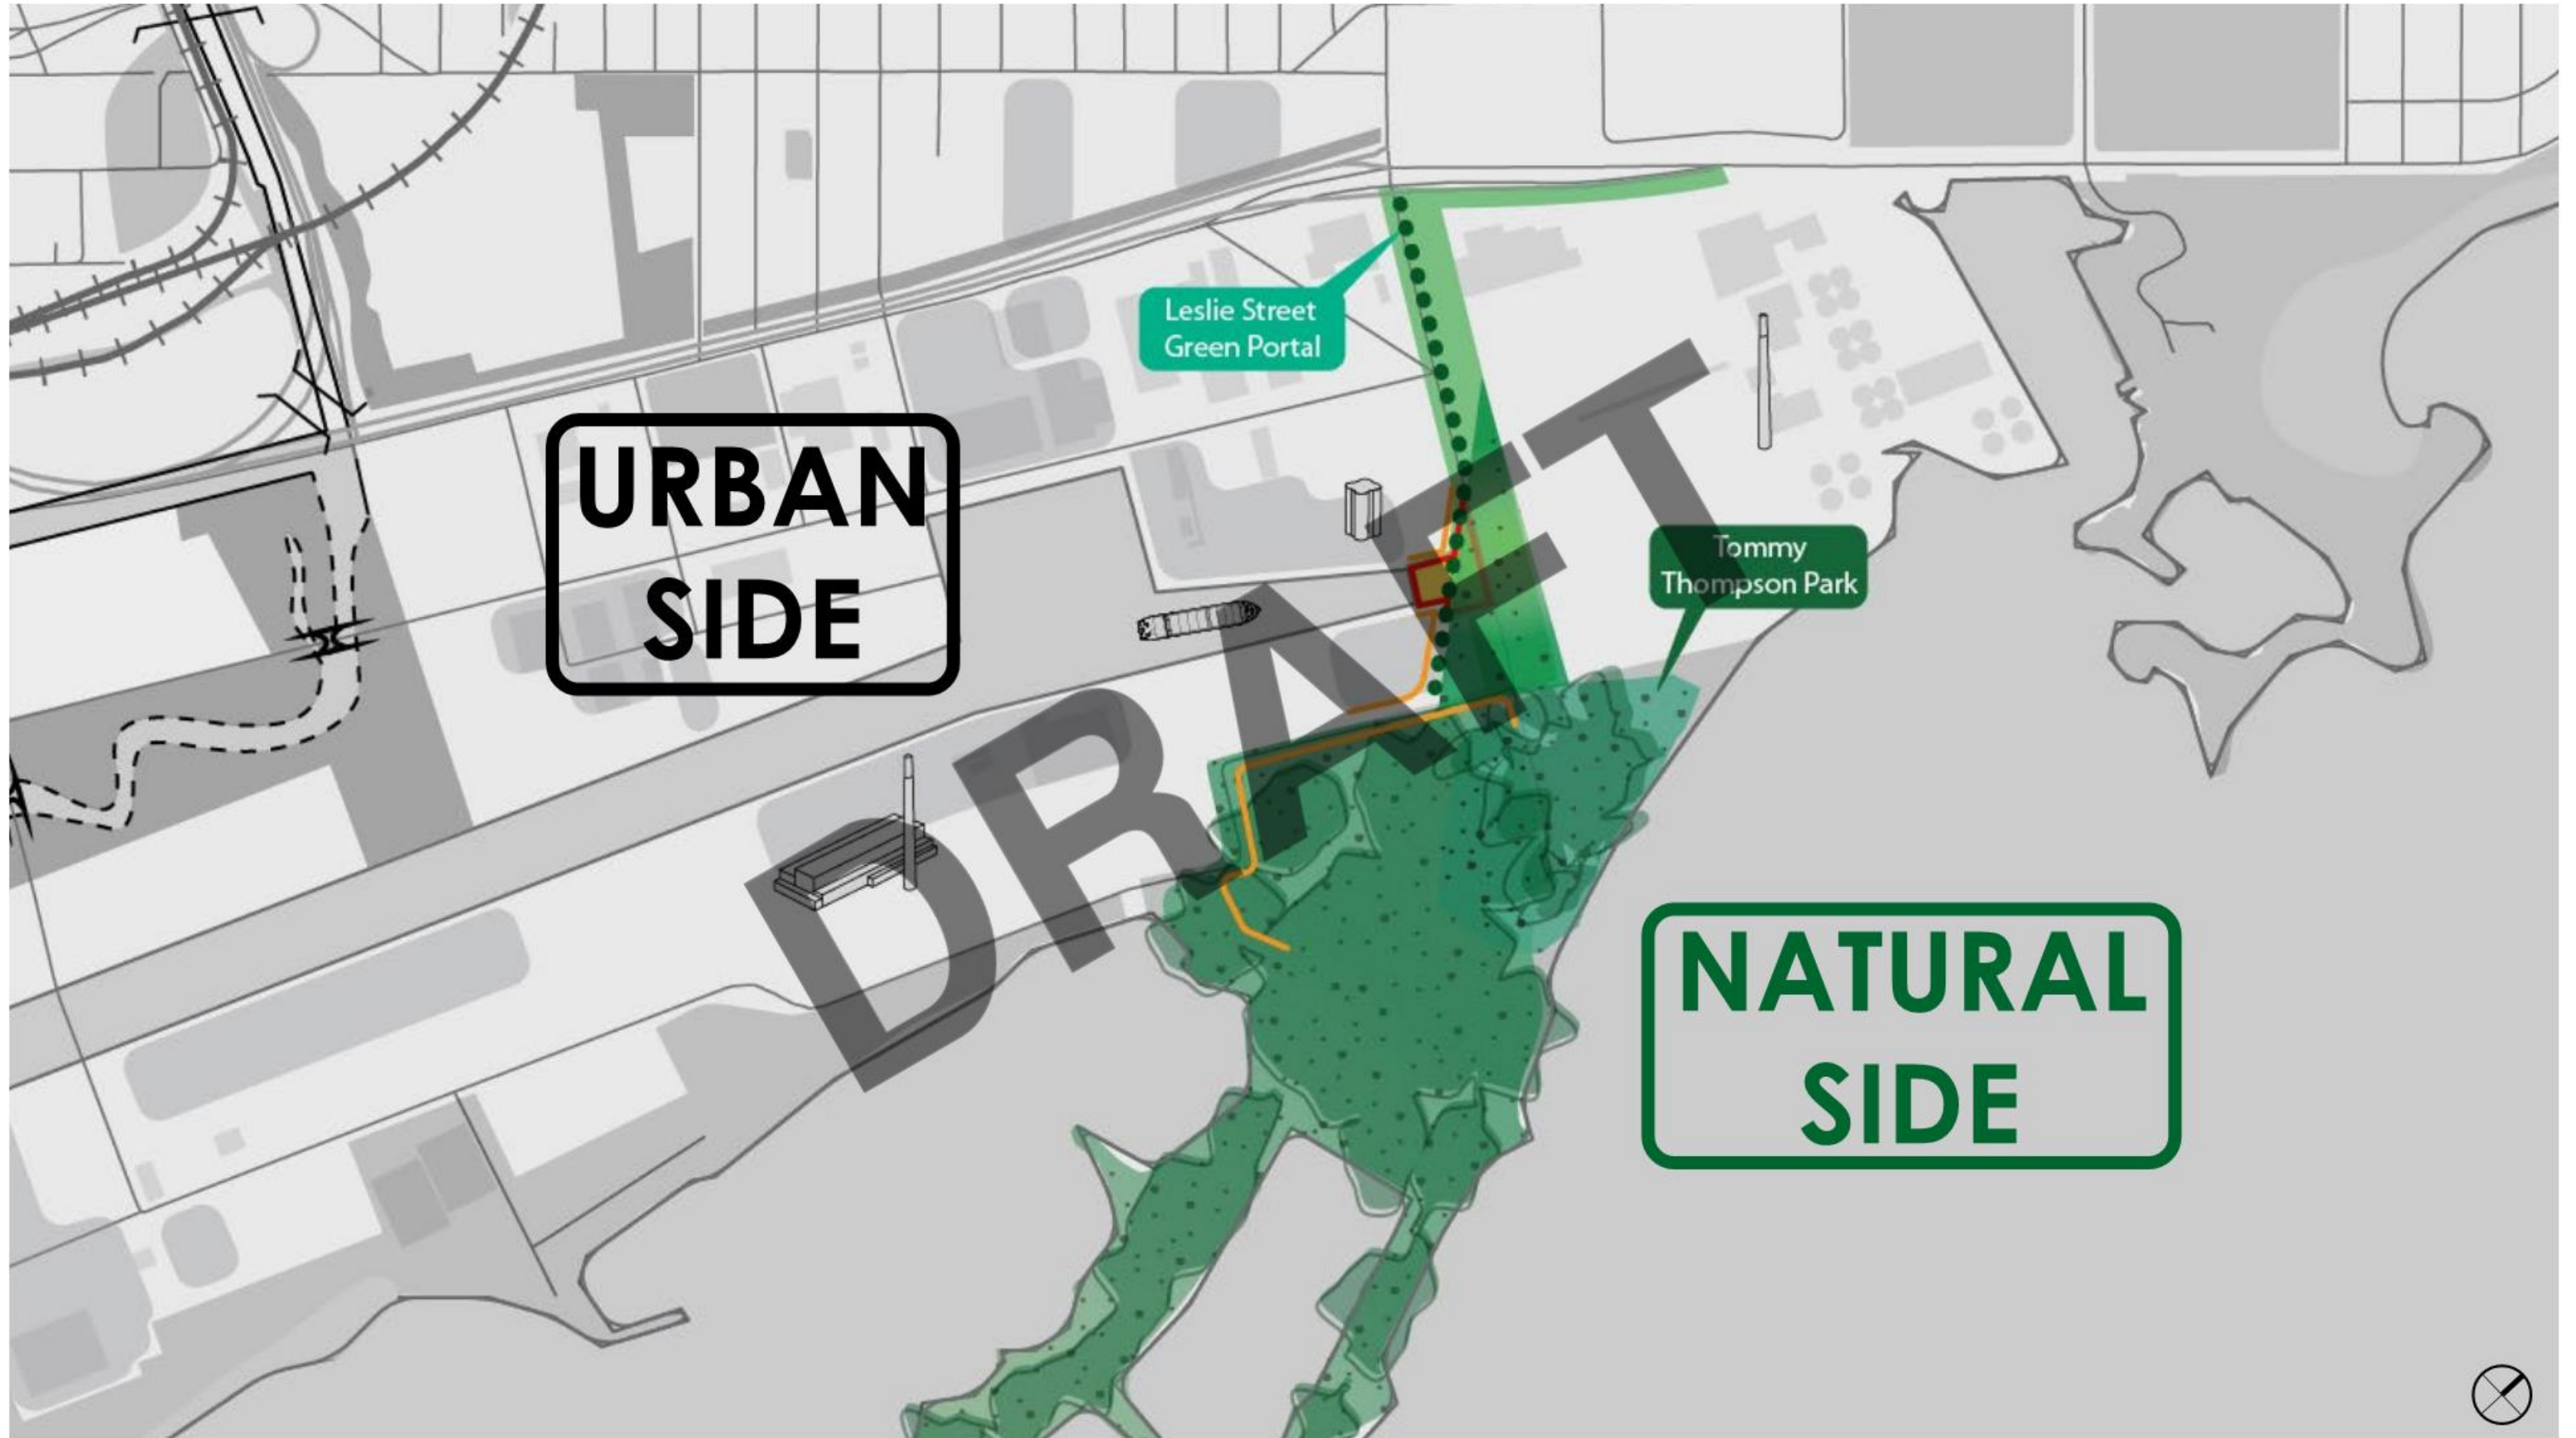 Leslie Street
Green Portal
URBAN
SIDE
Tommy
Thompson Park
DRAFT
NATURAL
SIDE